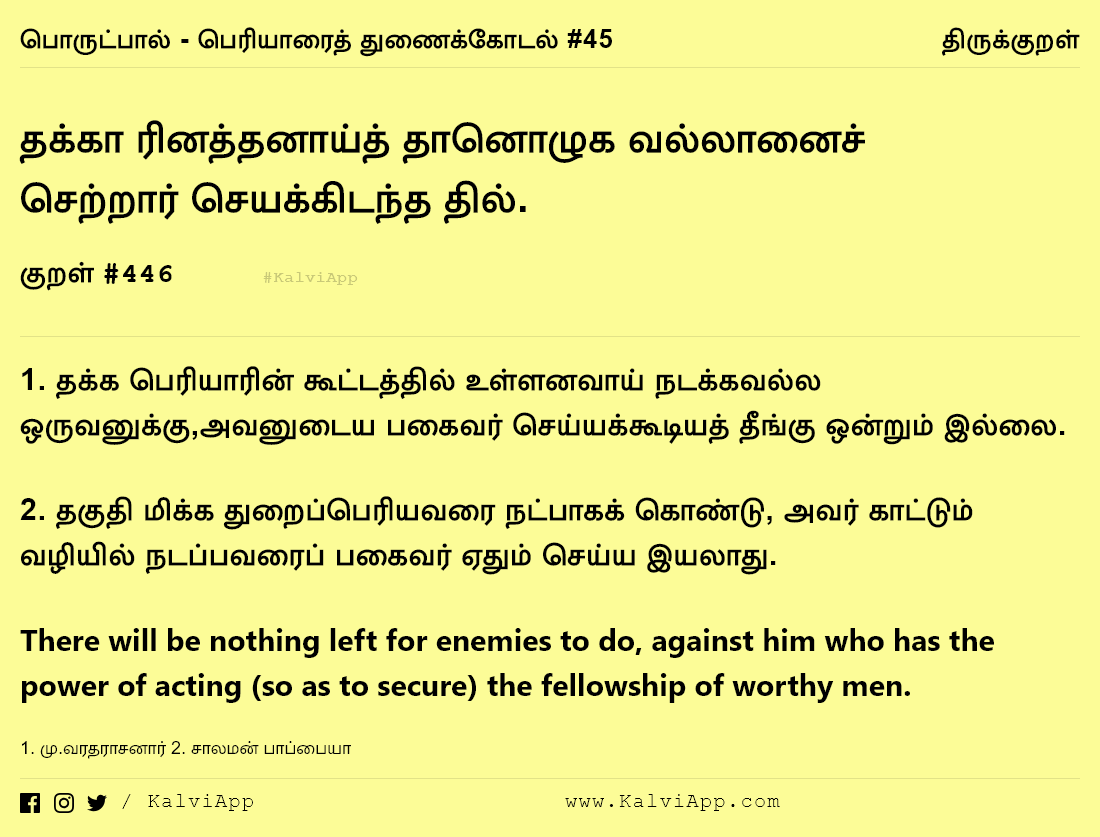 பொருட்பால் - பெரியாரைத் துணைக்கோடல் #45 திருக்குறள்
தக்கா ரினத்தனாய்த் தானொழுக வல்லானைச்
செற்றார் செயக்கிடந்த தில்.
குறள் #446 #KalviApp
1. தக்க பெரியாரின் கூட்டத்தில் உள்ளனவாய் நடக்கவல்ல
ஒருவனுக்கு,அவனுடைய பகைவர் செய்யக்கூடியத் தீங்கு ஒன்றும் இல்லை.
2. தகுதி மிக்க துறைப்பெரியவரை நட்பாகக் கொண்டு, அவர் காட்டும்
வழியில் நடப்பவரைப் பகைவர் ஏதும் செய்ய இயலாது.
There will be nothing left for enemies to do, against him who has the
power of acting (so as to secure) the fellowship of worthy men.
1. மு.வரதராசனார் 2. சாலமன் பாப்பையா
/ KalviApp www.KalviApp.com